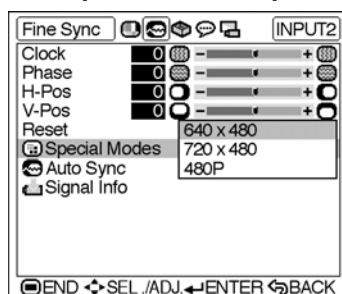 Fine Sync INPUT2
Clock 0 - +
Phase 0 - +
H-Pos 0 - +
V-Pos 0 - +
Reset 640 x 480
Special Modes 720 x 480
Auto Sync 480P
Signal Info
END SEL./ADJ. ENTER BACK